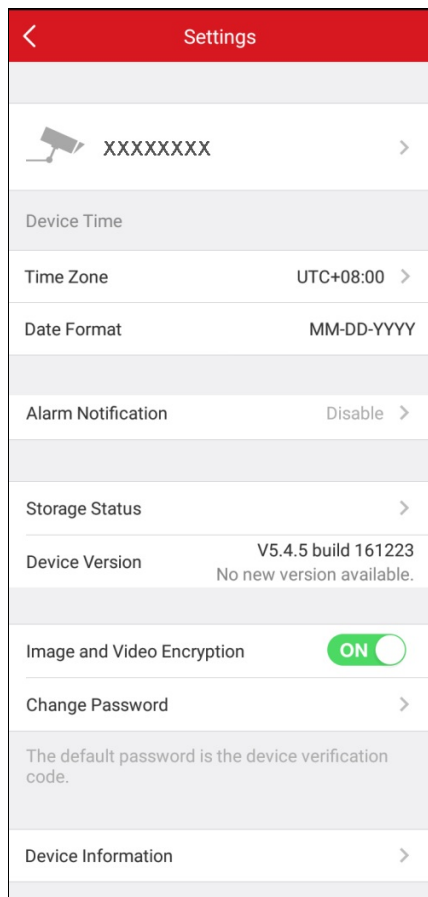 Settings
XXXXXXXX
Device Time
Time Zone UTC+08:00
Date Format MM-DD-YYYY
Alarm Notification Disable
Storage Status
Device Version V5.4.5 build 161223
No new version available.
Image and Video Encryption ON
Change Password
The default password is the device verification
code.
Device Information